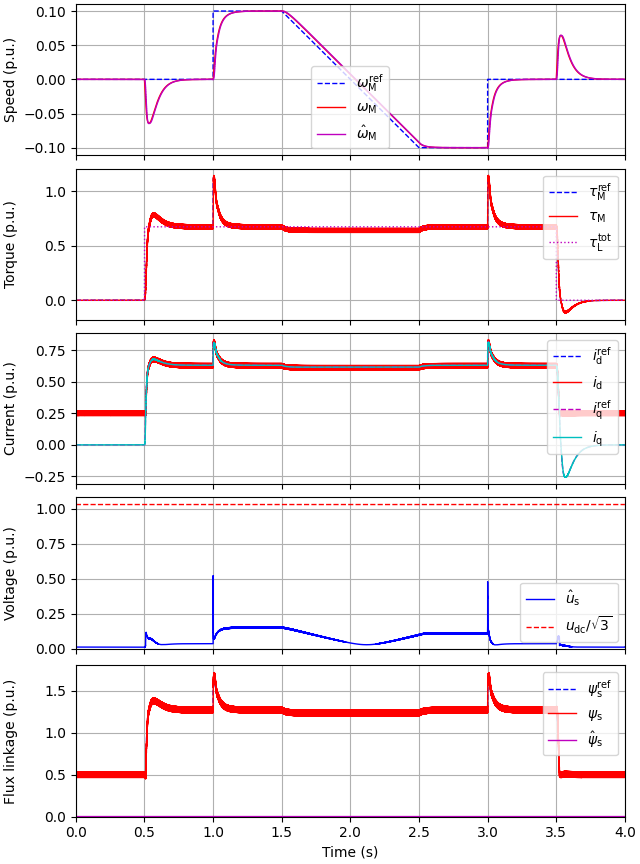 Speed (p.u.)
0.10
0.05
0.00
−0.05
−0.10
ω_M^ref
ω_M
ω̂_M
Torque (p.u.)
1.0
0.5
0.0
τ_M^ref
τ_M
τ_L^tot
Current (p.u.)
0.75
0.50
0.25
0.00
−0.25
i_d^ref
i_d
i_q^ref
i_q
Voltage (p.u.)
1.00
0.75
0.50
0.25
0.00
û_s
u_dc/√3
Flux linkage (p.u.)
1.5
1.0
0.5
0.0
ψ_s^ref
ψ_s
ψ̂_s
0.0 0.5 1.0 1.5 2.0 2.5 3.0 3.5 4.0
Time (s)